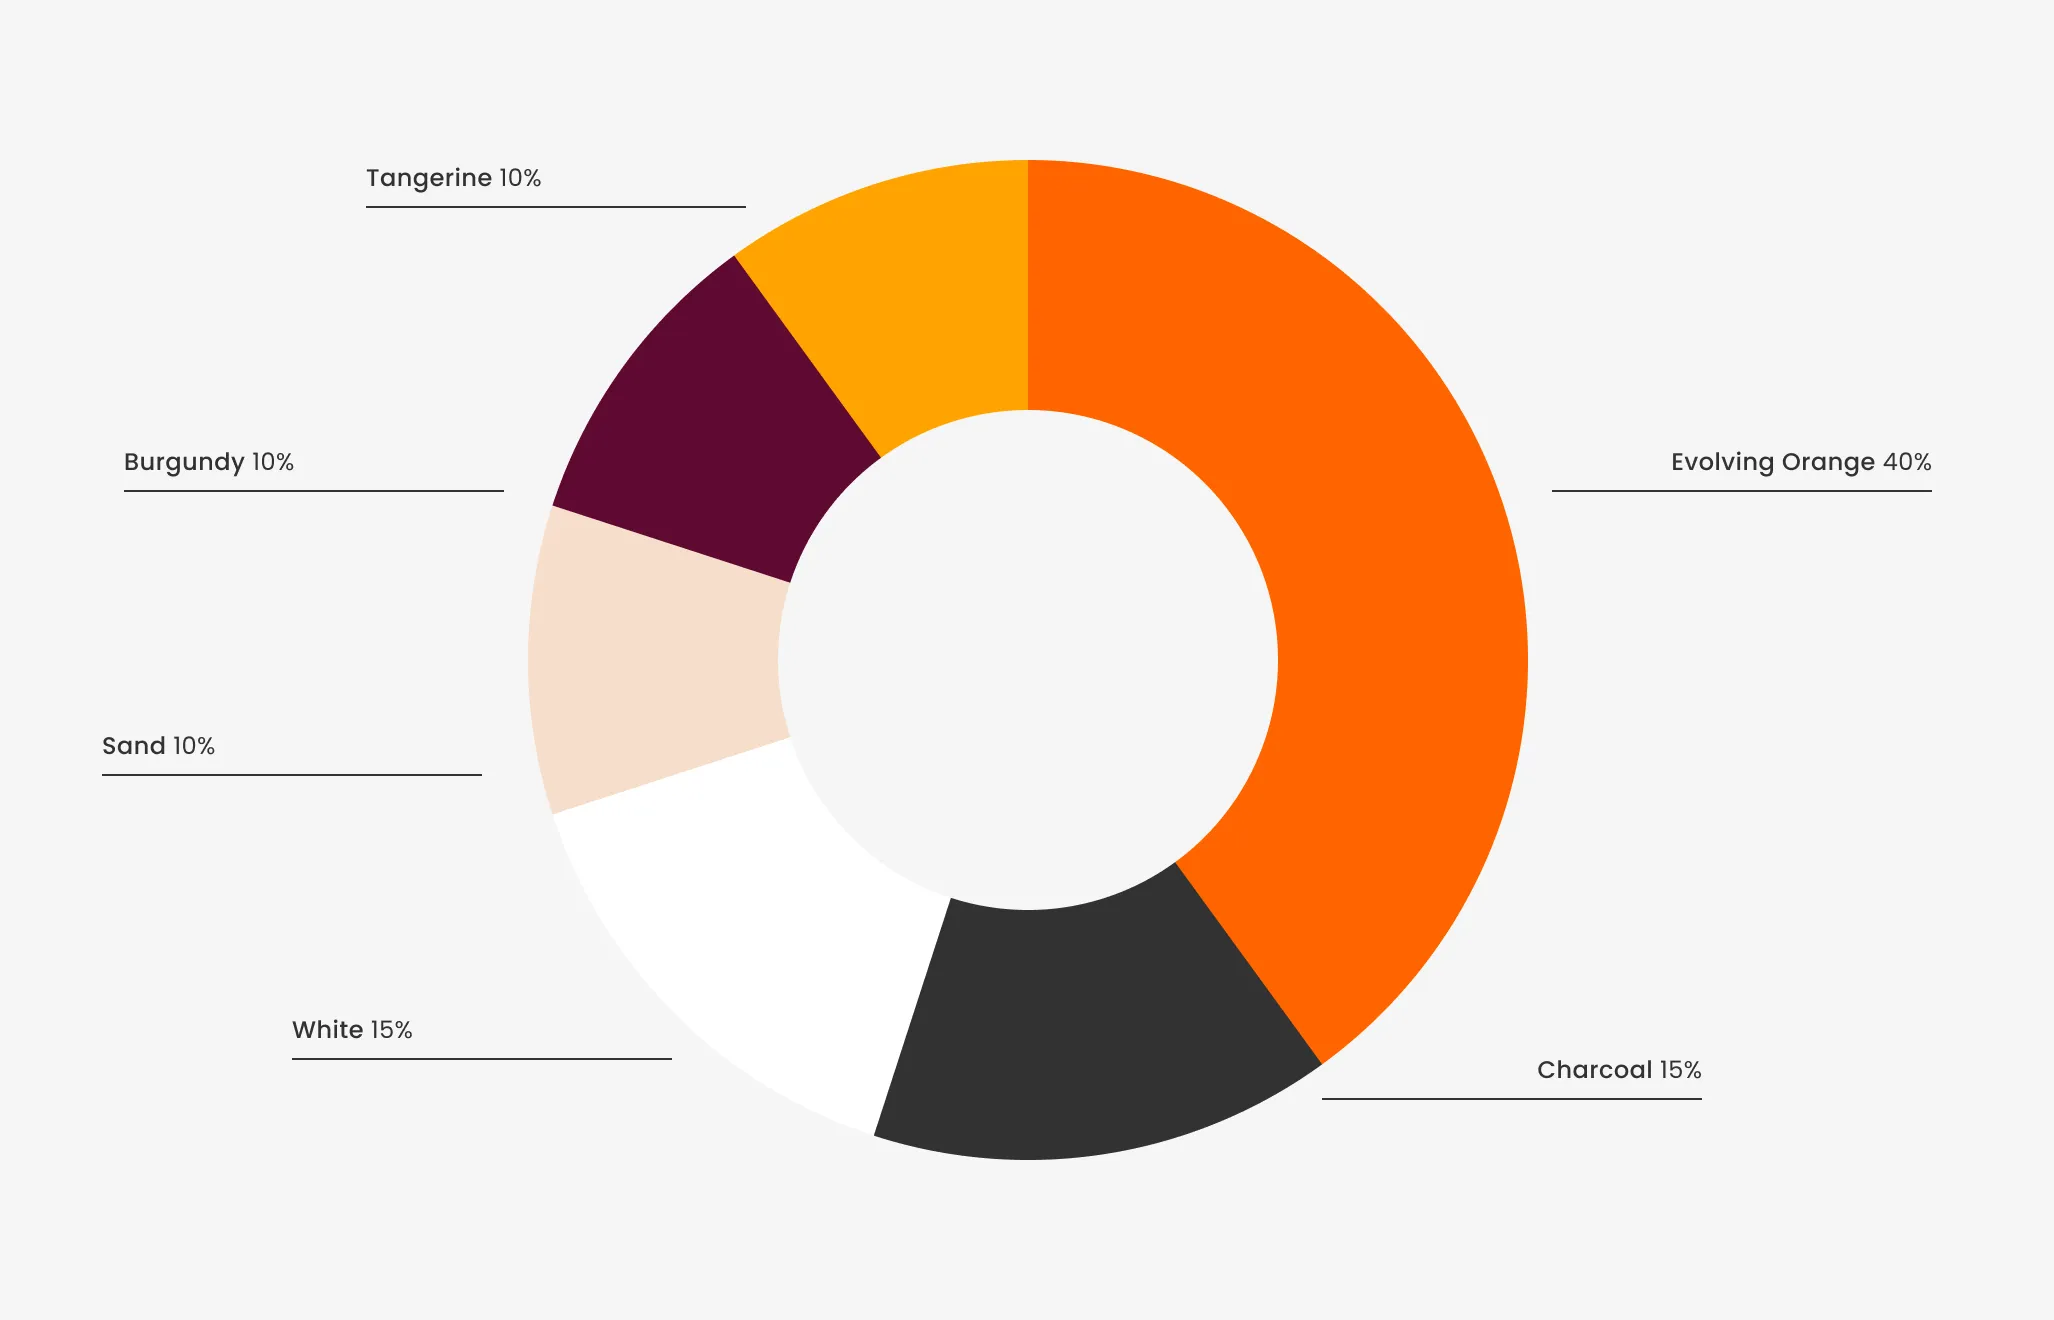 Tangerine 10%
Burgundy 10%
Evolving Orange 40%
Sand 10%
White 15%
Charcoal 15%